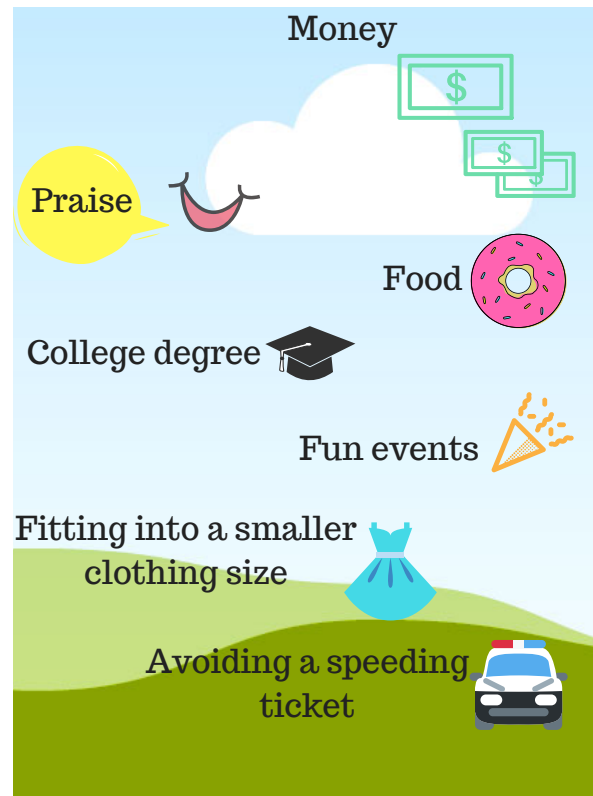 Money
$
$
$
Praise
Food
College degree
Fun events
Fitting into a smaller
clothing size
Avoiding a speeding
ticket